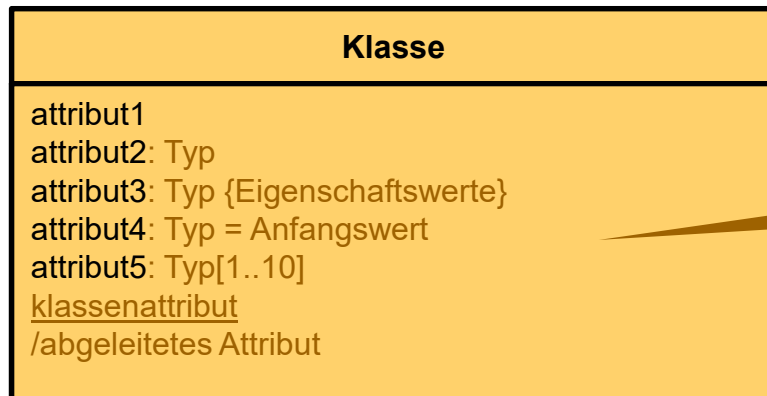 Klasse
attribut1
attribut2: Typ
attribut3: Typ {Eigenschaftswerte}
attribut4: Typ = Anfangswert
attribut5: Typ[1..10]
klassenattribut
/abgeleitetes Attribut